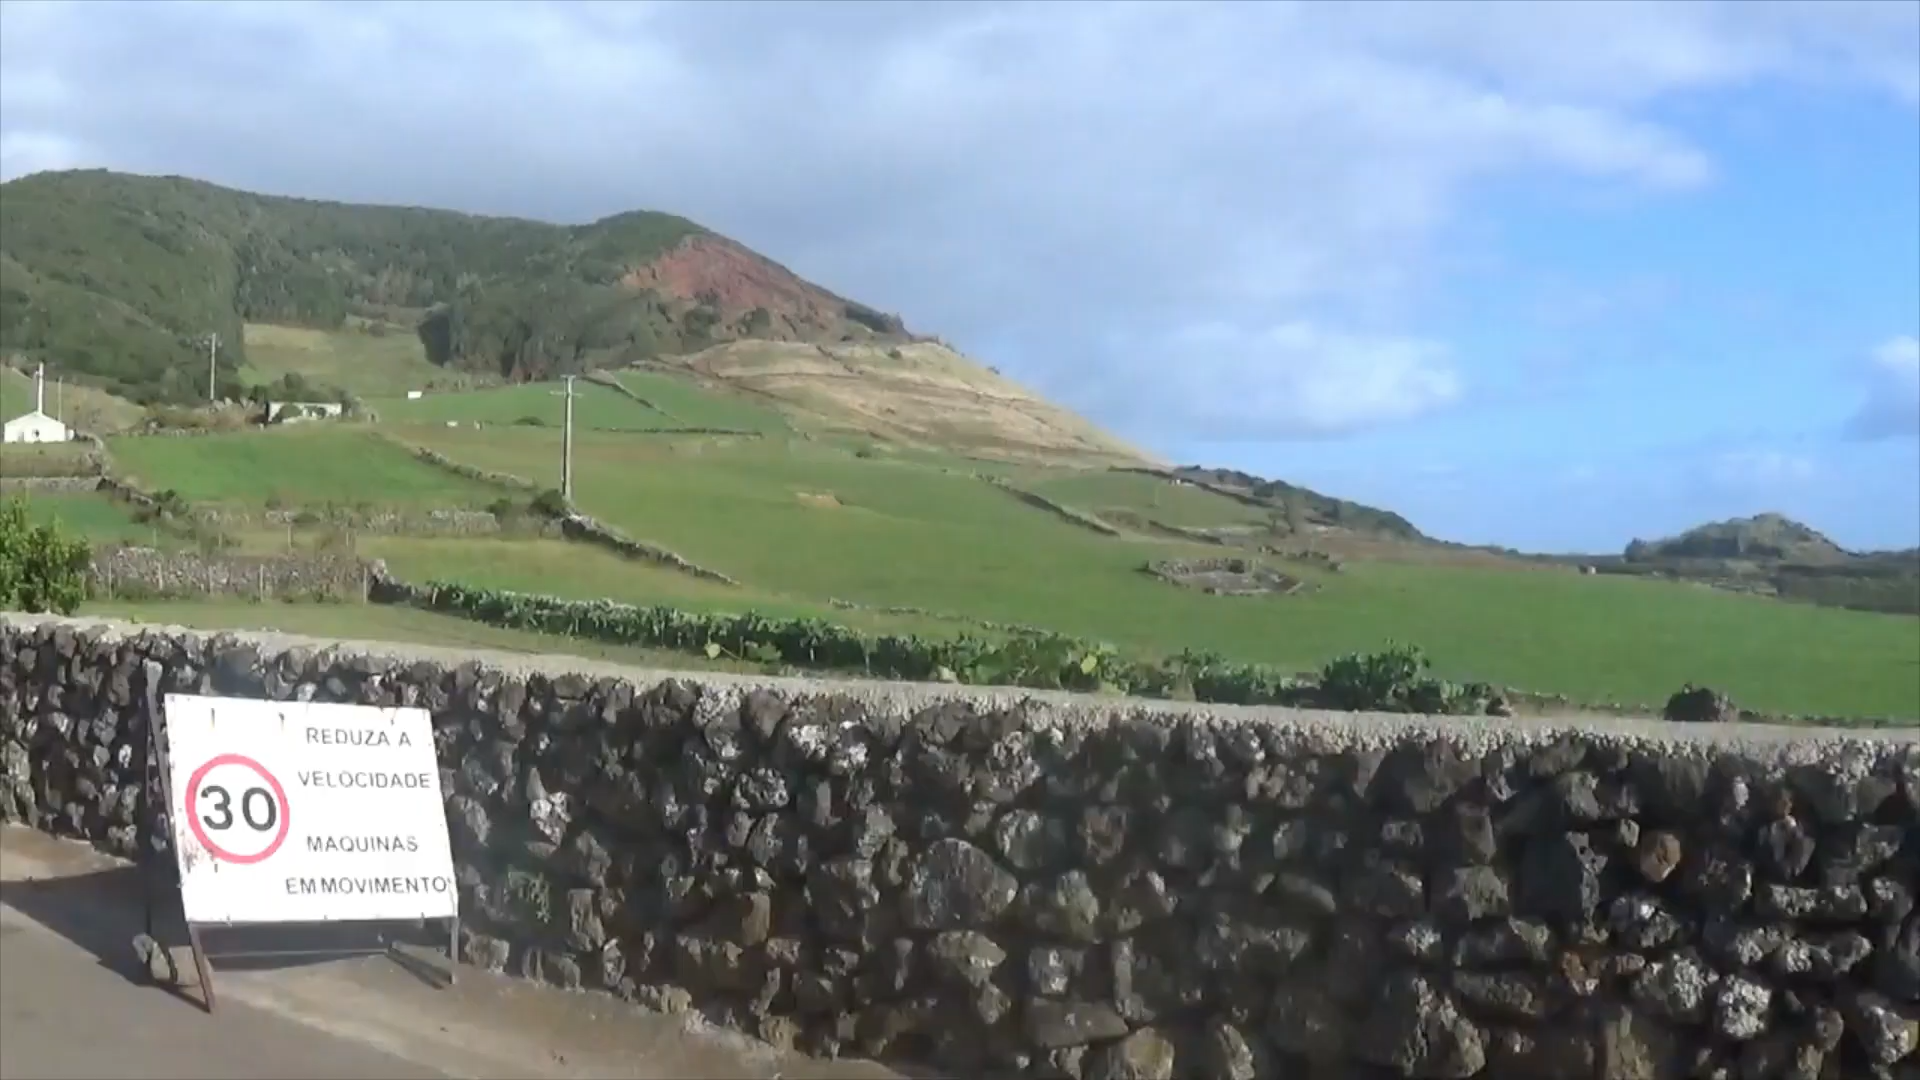 REDUZA A
VELOCIDADE
30
MAQUINAS
EM MOVIMENTO